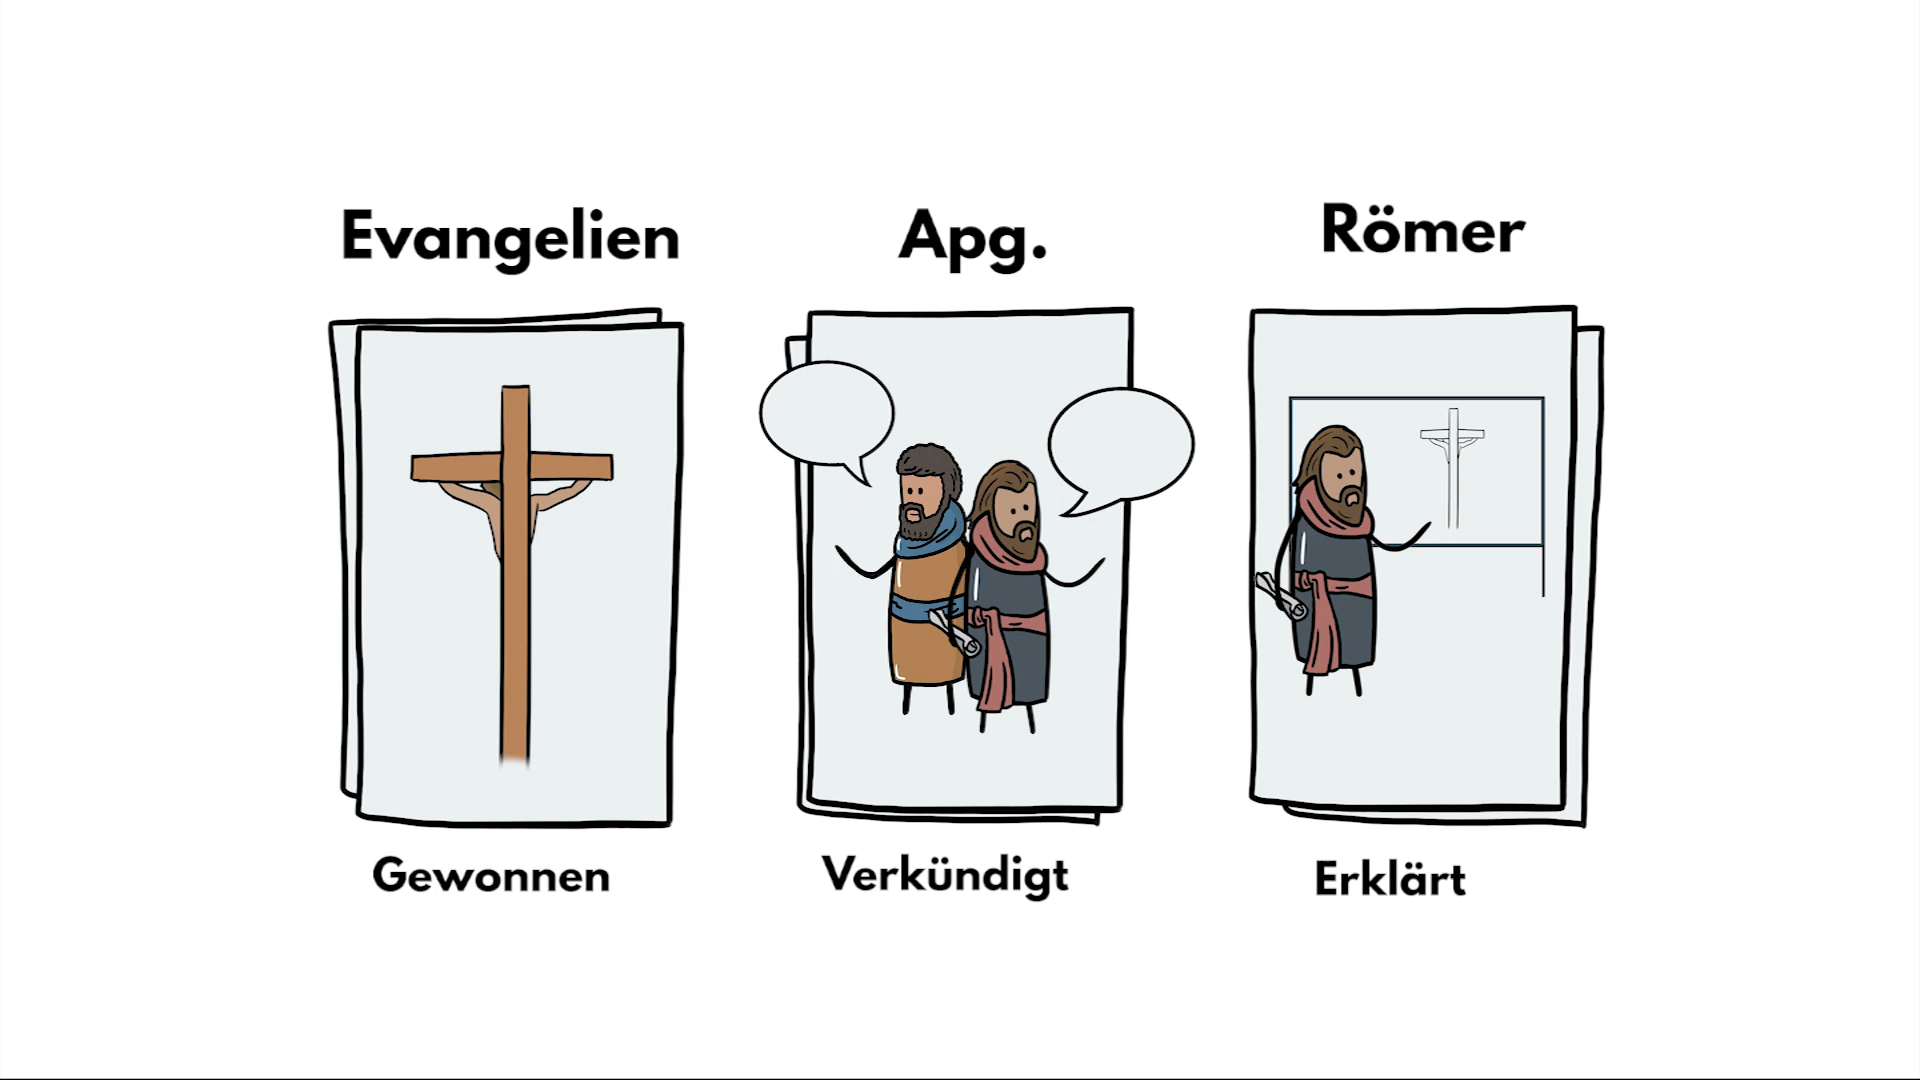 Evangelien
Apg.
Römer
Gewonnen
Verkündigt
Erklärt